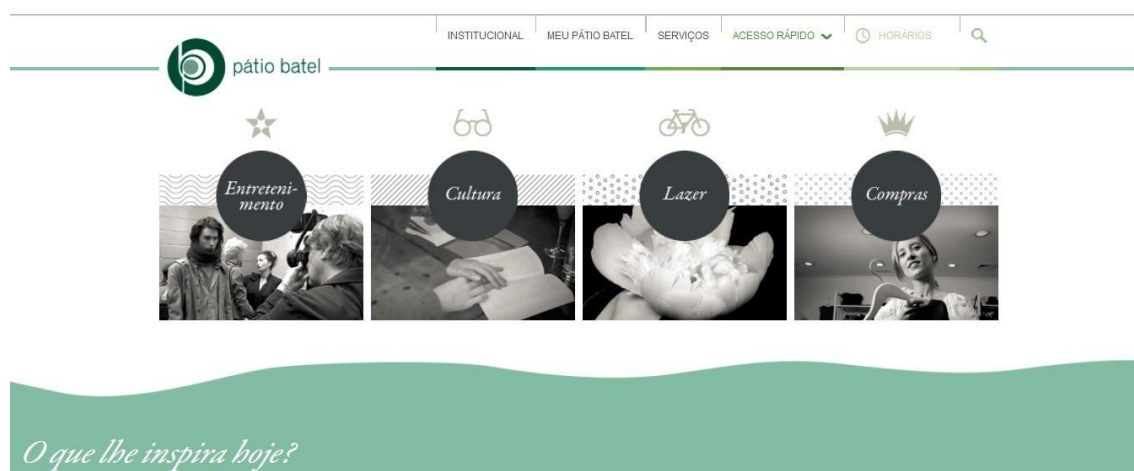 INSTITUCIONAL MEU PÁTIO BATEL SERVIÇOS ACESSO RÁPIDO HORÁRIOS
pátio batel
Entreteni-
mento
Cultura
Lazer
Compras
O que lhe inspira hoje?